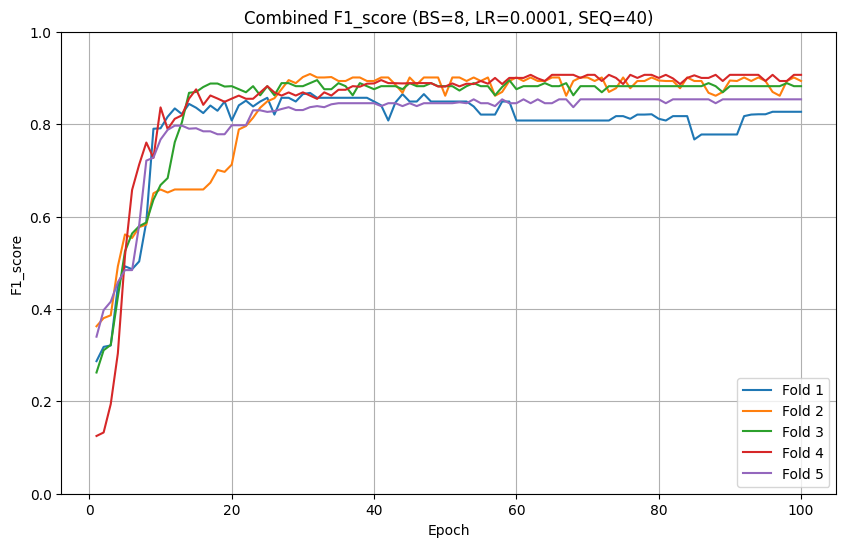 Combined F1_score (BS=8, LR=0.0001, SEQ=40)
F1_score
1.0
0.8
0.6
0.4
0.2
0.0
0 20 40 60 80 100
Epoch
Fold 1
Fold 2
Fold 3
Fold 4
Fold 5